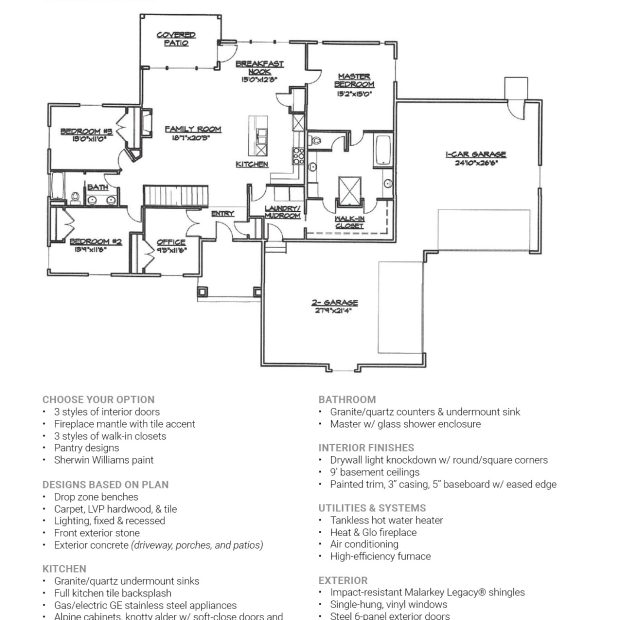 COVERED
PATIO
BREAKFAST
NOOK
15'0"x12'8"
MASTER
BEDROOM
15'2"x15'0"
BEDROOM #3
13'0"x11'0"
FAMILY ROOM
18'7"x20'5"
KITCHEN
1-CAR GARAGE
24'10"x26'6"
BATH
ENTRY
LAUNDRY/
MUDROOM
WALK-IN
CLOSET
BEDROOM #2
13'9"x11'6"
OFFICE
9'5"x11'6"
2- GARAGE
27'9"x21'4"
CHOOSE YOUR OPTION
• 3 styles of interior doors
• Fireplace mantle with tile accent
• 3 styles of walk-in closets
• Pantry designs
• Sherwin Williams paint
DESIGNS BASED ON PLAN
• Drop zone benches
• Carpet, LVP hardwood, & tile
• Lighting, fixed & recessed
• Front exterior stone
• Exterior concrete (driveway, porches, and patios)
KITCHEN
• Granite/quartz undermount sinks
• Full kitchen tile backsplash
• Gas/electric GE stainless steel appliances
• Alpine cabinets, knotty alder w/ soft-close doors and
BATHROOM
• Granite/quartz counters & undermount sink
• Master w/ glass shower enclosure
INTERIOR FINISHES
• Drywall light knockdown w/ round/square corners
• 9' basement ceilings
• Painted trim, 3" casing, 5" baseboard w/ eased edge
UTILITIES & SYSTEMS
• Tankless hot water heater
• Heat & Glo fireplace
• Air conditioning
• High-efficiency furnace
EXTERIOR
• Impact-resistant Malarkey Legacy® shingles
• Single-hung, vinyl windows
• Steel 6-panel exterior doors